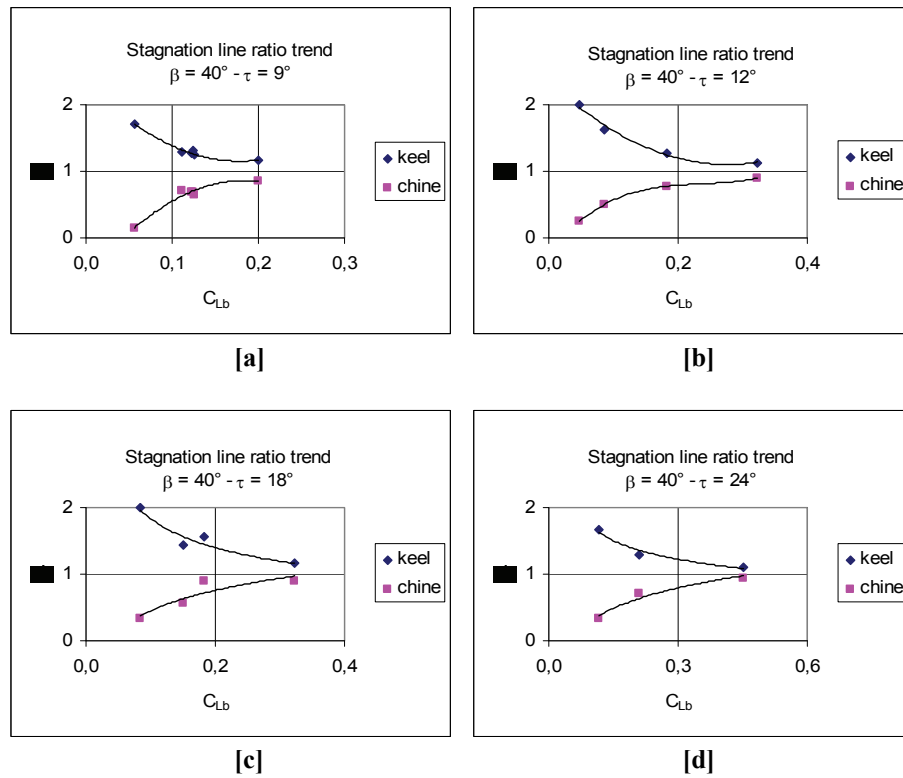 Stagnation line ratio trend
β = 40° - τ = 9°
2
1
0
0,0 0,1 0,2 0,3
C_Lb
keel
chine
[a]
Stagnation line ratio trend
β = 40° - τ = 12°
2
1
0
0,0 0,2 0,4
C_Lb
keel
chine
[b]
Stagnation line ratio trend
β = 40° - τ = 18°
2
1
0
0,0 0,2 0,4
C_Lb
keel
chine
[c]
Stagnation line ratio trend
β = 40° - τ = 24°
2
1
0
0,0 0,3 0,6
C_Lb
keel
chine
[d]